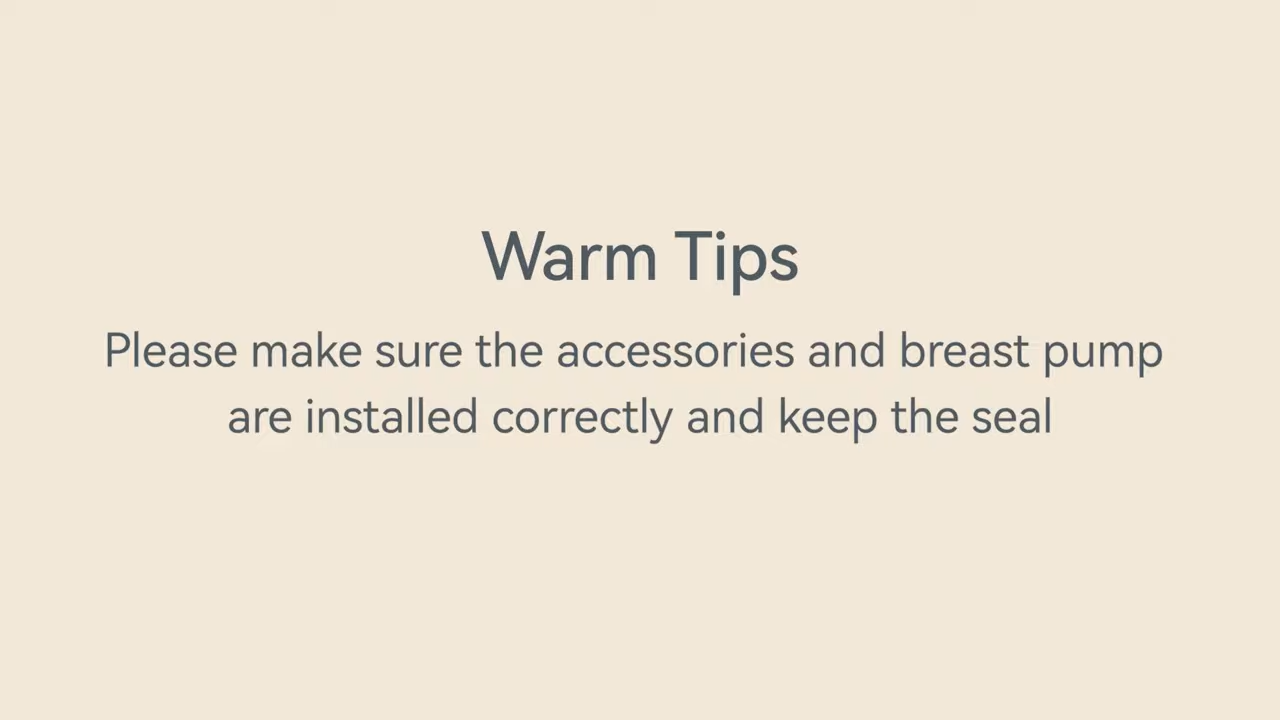 Warm Tips
Please make sure the accessories and breast pump
are installed correctly and keep the seal